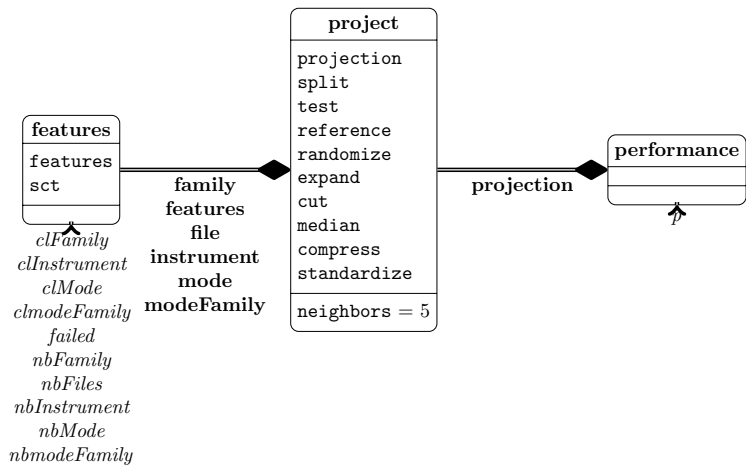 features
features
sct
clFamily
clInstrument
clMode
clmodeFamily
failed
nbFamily
nbFiles
nbInstrument
nbMode
nbmodeFamily
family
features
file
instrument
mode
modeFamily
project
projection
split
test
reference
randomize
expand
cut
median
compress
standardize
neighbors = 5
projection
performance
p